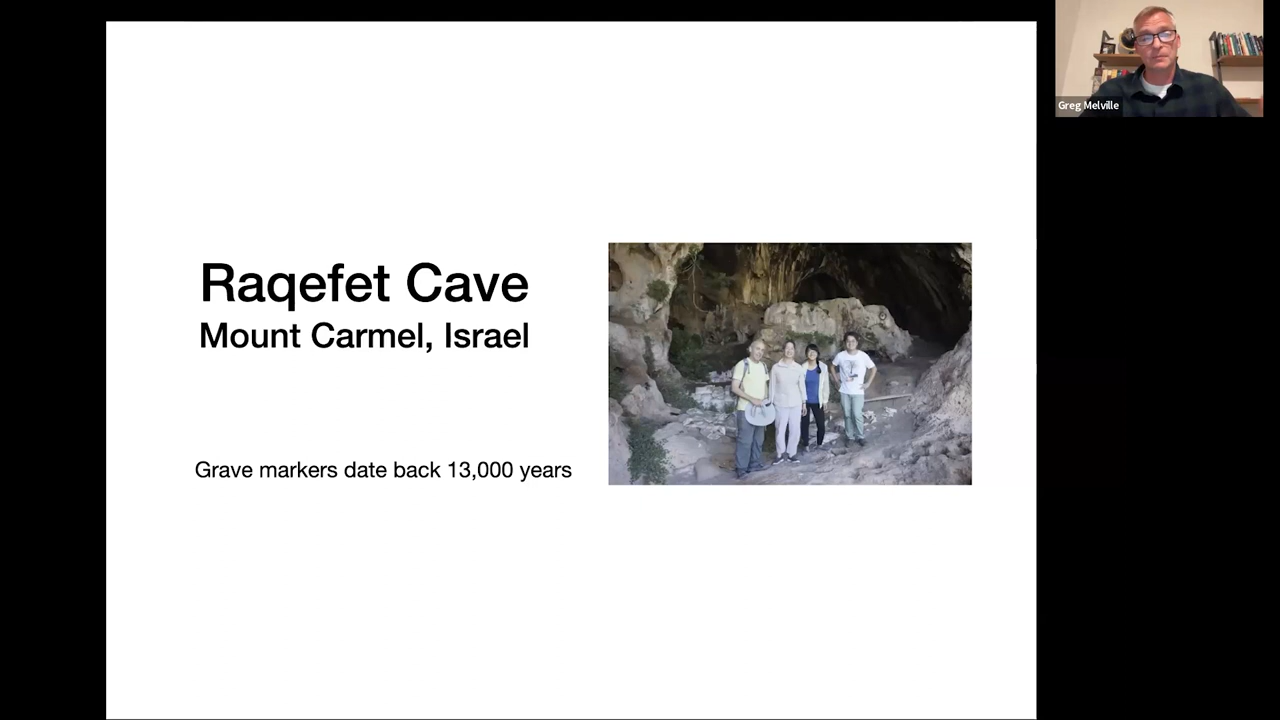 Raqefet Cave
Mount Carmel, Israel
Grave markers date back 13,000 years
Greg Melville